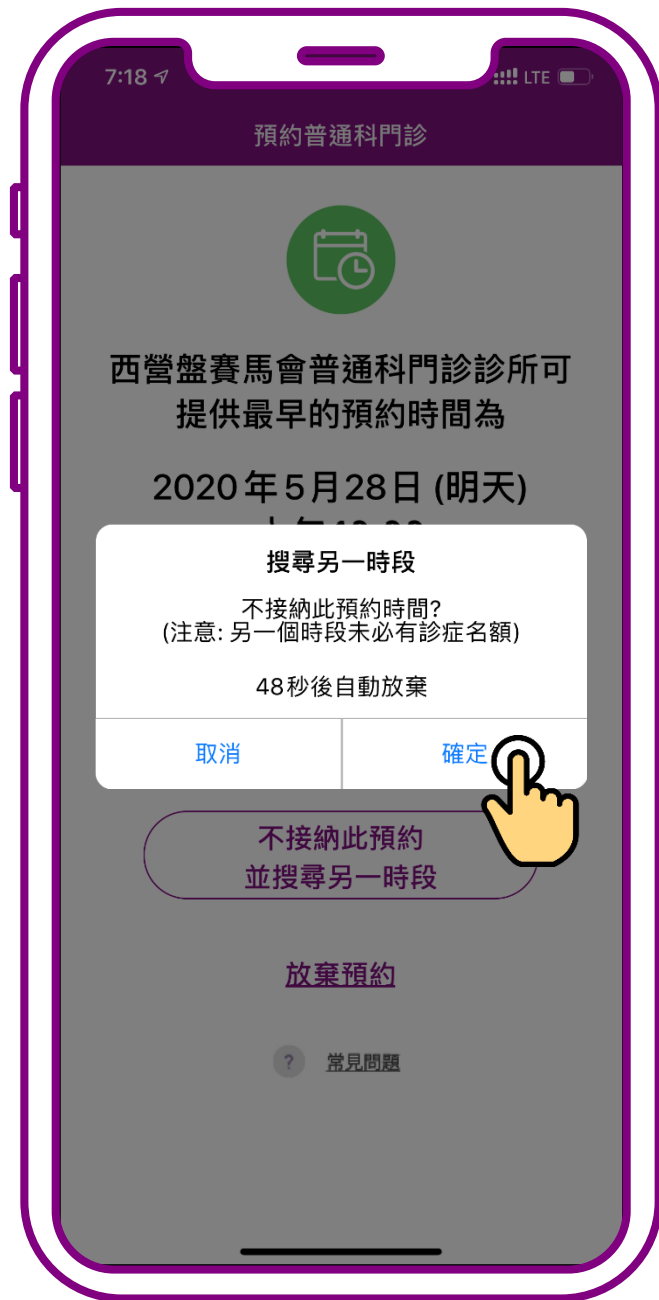 7:18
LTE
預約普通科門診
西營盤賽馬會普通科門診診所可
提供最早的預約時間為
2020年5月28日 (明天)
搜尋另一時段
不接納此預約時間?
(注意: 另一個時段未必有診症名額)
48秒後自動放棄
取消
確定
不接納此預約
並搜尋另一時段
放棄預約
?
常見問題